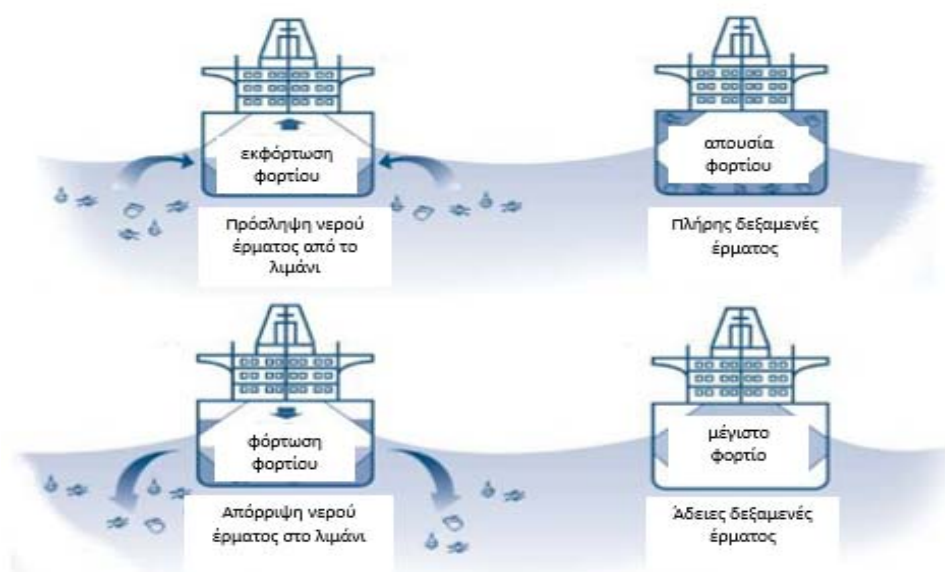 εκφόρτωση
φορτίου
απουσία
φορτίου
Πρόσληψη νερού
έρματος από το
λιμάνι
Πλήρης δεξαμενές
έρματος
φόρτωση
φορτίου
μέγιστο
φορτίο
Απόρριψη νερού
έρματος στο λιμάνι
Άδειες δεξαμενές
έρματος